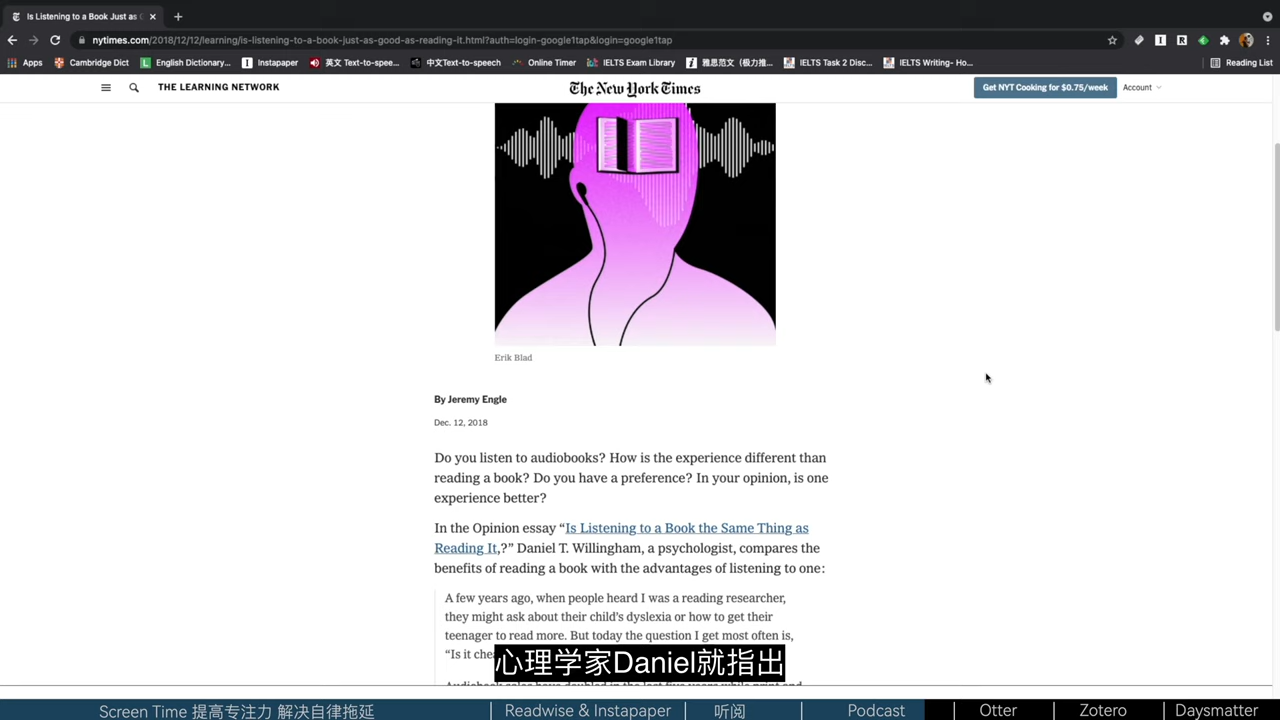 Is Listening to a Book Just as G
nytimes.com/2018/12/12/learning/is-listening-to-a-book-just-as-good-as-reading-it.html?auth=login-google1tap&login=google1tap
Apps Cambridge Dict English Dictionary... Instapaper 英文 Text-to-spee... 中文Text-to-speech Online Timer IELTS Task 2 Disc... 雅思范文（极力推... IELTS Writing- Ho... Reading List
THE LEARNING NETWORK The New York Times Get NYT Cooking for $0.75/week Account
Erik Blad
By Jeremy Engle
Dec. 12, 2018
Do you listen to audiobooks? How is the experience different than
reading a book? Do you have a preference? In your opinion, is one
experience better?
In the Opinion essay “Is Listening to a Book the Same Thing as
Reading It,?” Daniel T. Willingham, a psychologist, compares the
benefits of reading a book with the advantages of listening to one:
A few years ago, when people heard I was a reading researcher,
they might ask about their child’s dyslexia or how to get their
teenager to read more. But today the question I get most often is,
“Is it che
心理学家Daniel就指出
Screen Time 提高专注力 解决自律拖延 Readwise & Instapaper 听阅 Podcast Otter Zotero Daysmatter